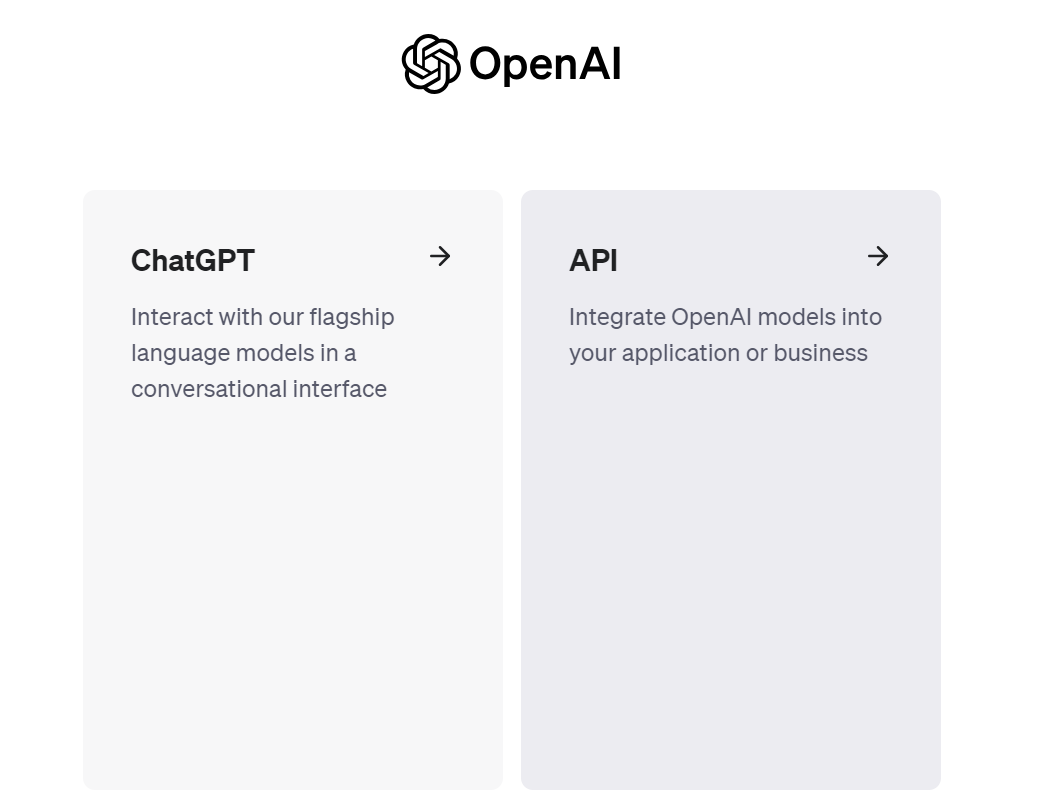 OpenAI
ChatGPT
Interact with our flagship
language models in a
conversational interface
API
Integrate OpenAI models into
your application or business